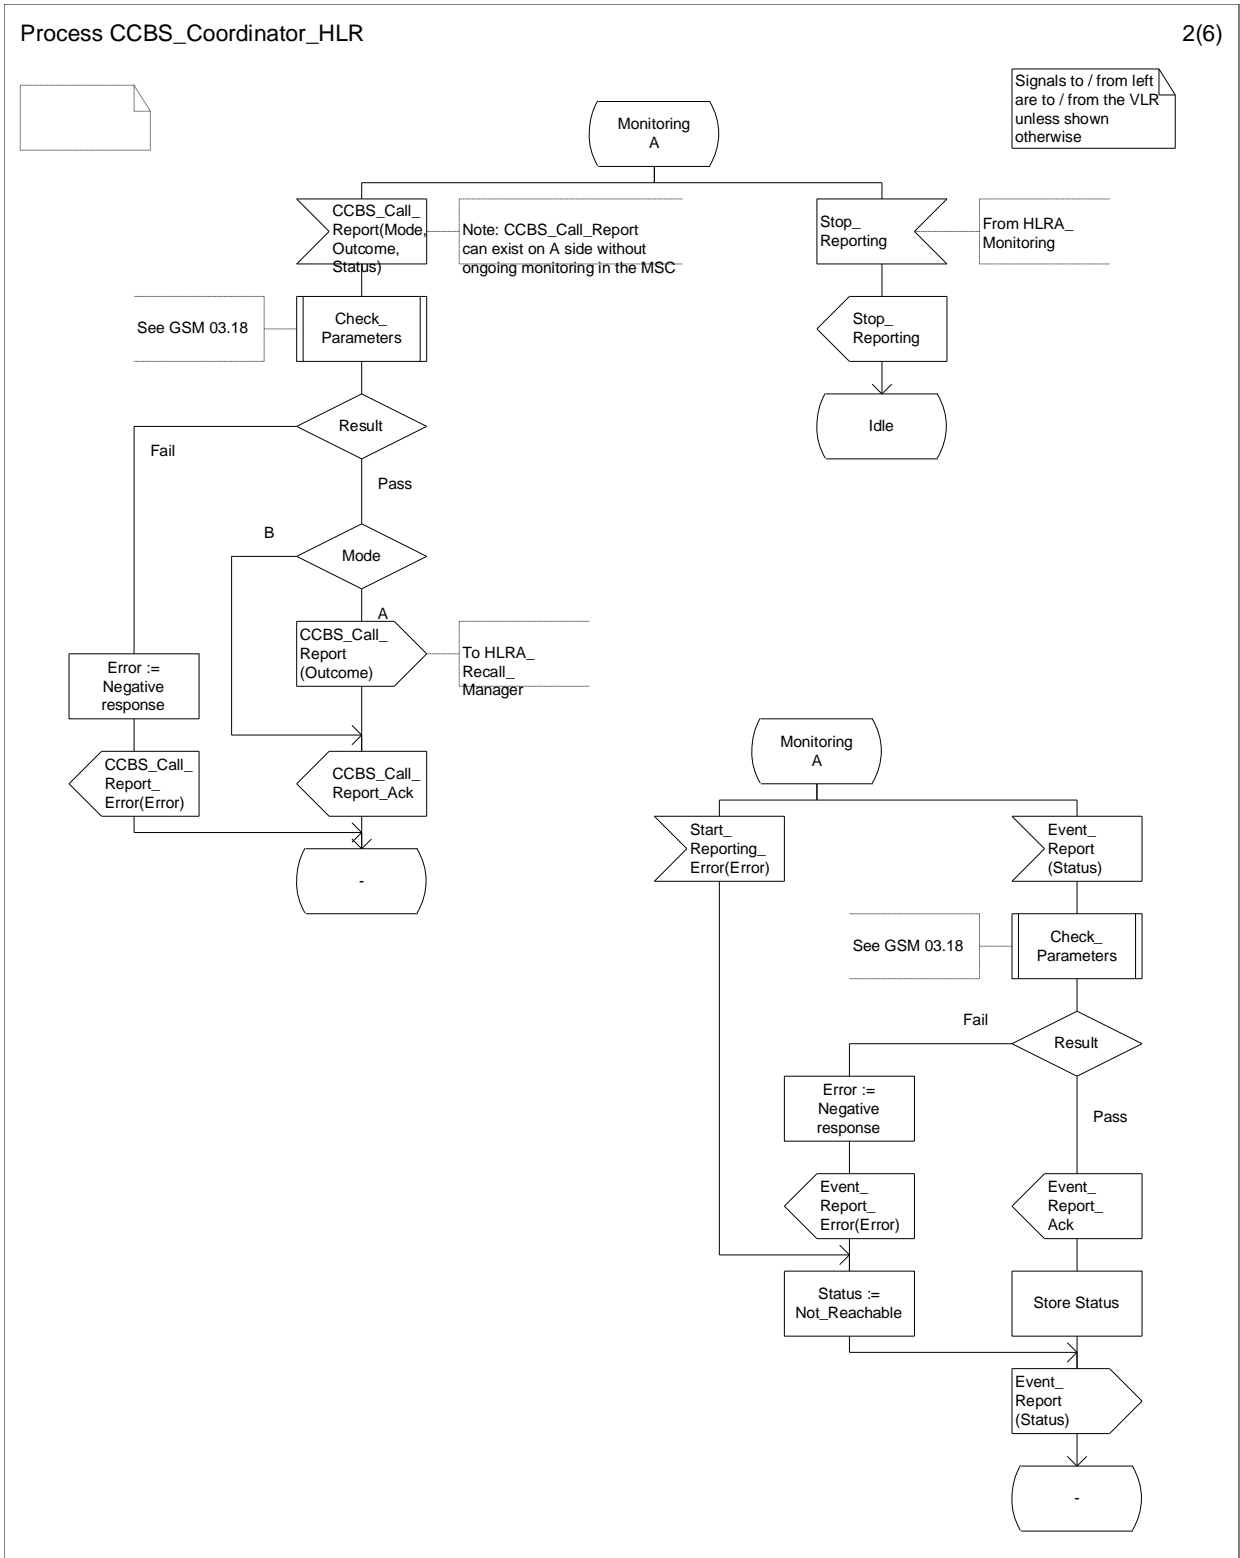 Process CCBS_Coordinator_HLR
2(6)
Signals to / from left
are to / from the VLR
unless shown
otherwise
Monitoring
A
CCBS_Call_
Report(Mode,
Outcome,
Status)
Note: CCBS_Call_Report
can exist on A side without
ongoing monitoring in the MSC
Stop_
Reporting
From HLRA_
Monitoring
See GSM 03.18
Check_
Parameters
Stop_
Reporting
Result
Idle
Fail
Pass
B
Mode
A
CCBS_Call_
Report
(Outcome)
To HLRA_
Recall_
Manager
Error :=
Negative
response
CCBS_Call_
Report_
Error(Error)
CCBS_Call_
Report_Ack
-
Monitoring
A
Start_
Reporting_
Error(Error)
Event_
Report
(Status)
See GSM 03.18
Check_
Parameters
Fail
Result
Error :=
Negative
response
Pass
Event_
Report_
Error(Error)
Event_
Report_
Ack
Status :=
Not_Reachable
Store Status
Event_
Report
(Status)
-